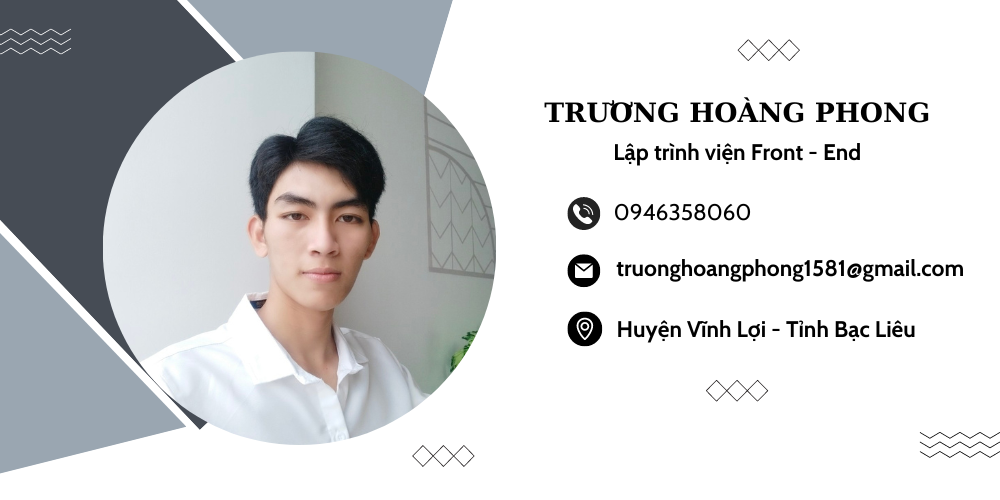 TRƯƠNG HOÀNG PHONG
Lập trình viện Front - End
0946358060
truonghoangphong1581@gmail.com
Huyện Vĩnh Lợi - Tỉnh Bạc Liêu